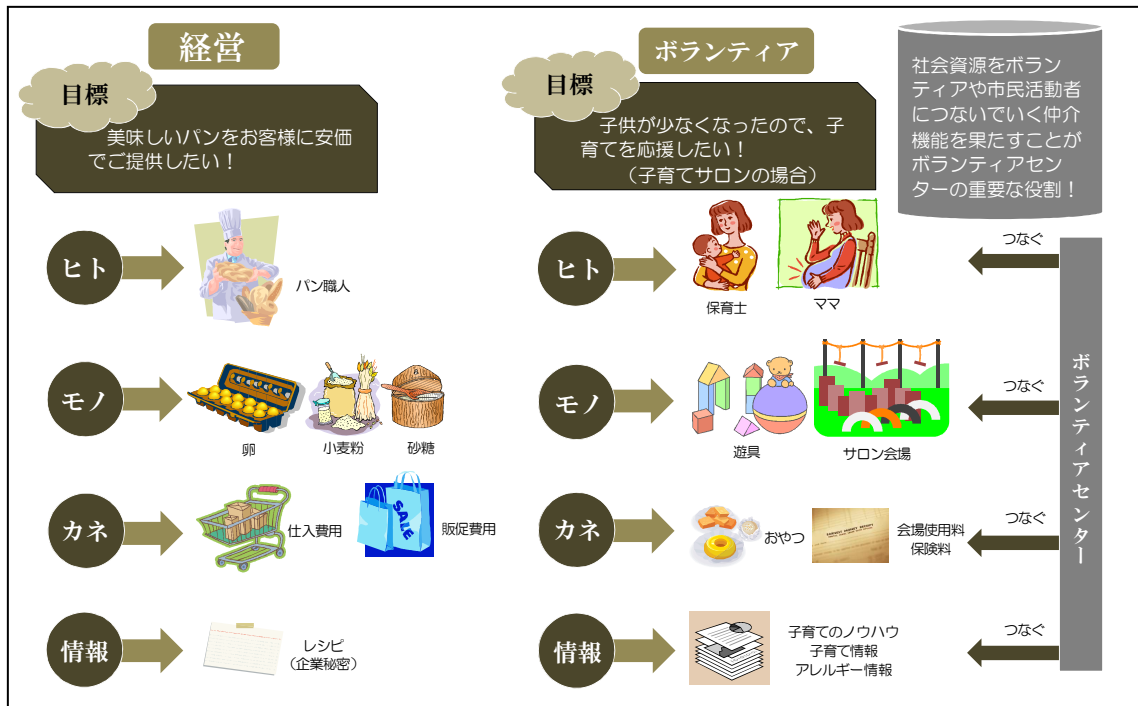 経営
目標
美味しいパンをお客様に安価
でご提供したい！
ヒト
パン職人
モノ
卵
小麦粉
砂糖
カネ
仕入費用
SALE
販促費用
情報
レシピ
（企業秘密）
ボランティア
目標
子供が少なくなったので、子
育てを応援したい！
（子育てサロンの場合）
ヒト
保育士
ママ
モノ
遊具
サロン会場
カネ
おやつ
会場使用料
保険料
情報
子育てのノウハウ
子育て情報
アレルギー情報
社会資源をボラン
ティアや市民活動者
につないでいく仲介
機能を果たすことが
ボランティアセン
ターの重要な役割！
つなぐ
つなぐ
つなぐ
つなぐ
ボランティアセンター